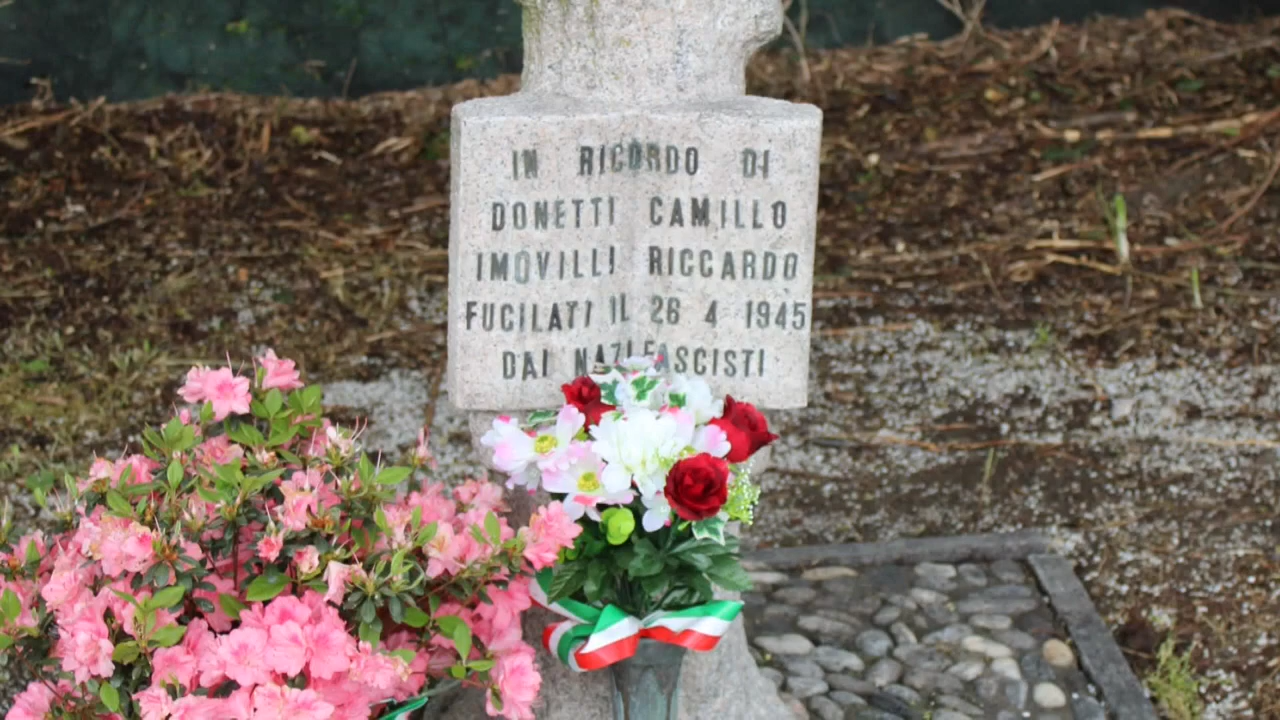 IN RICORDO DI
DONETTI CAMILLO
IMOVILLI RICCARDO
FUCILATI IL 26 4 1945
DAI NAZIFASCISTI